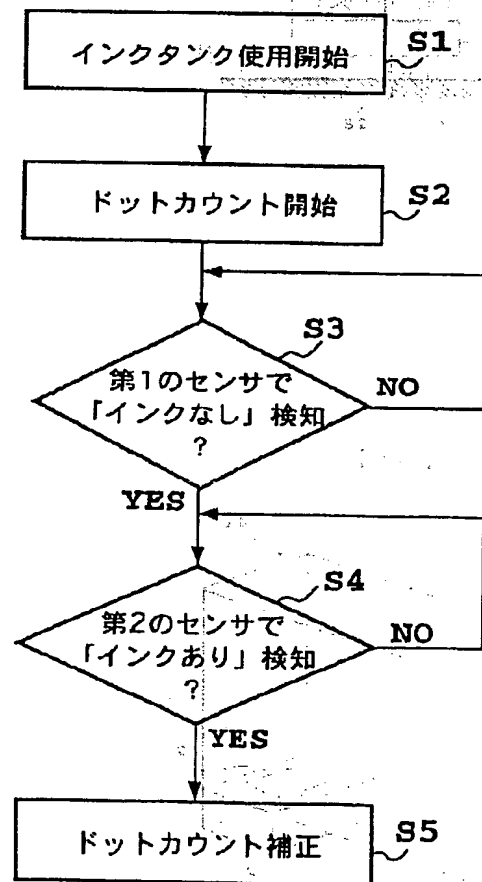 インクタンク使用開始
S1
ドットカウント開始
S2
S3
第1のセンサで
「インクなし」検知
?
NO
YES
S4
第2のセンサで
「インクあり」検知
?
NO
YES
ドットカウント補正
S5